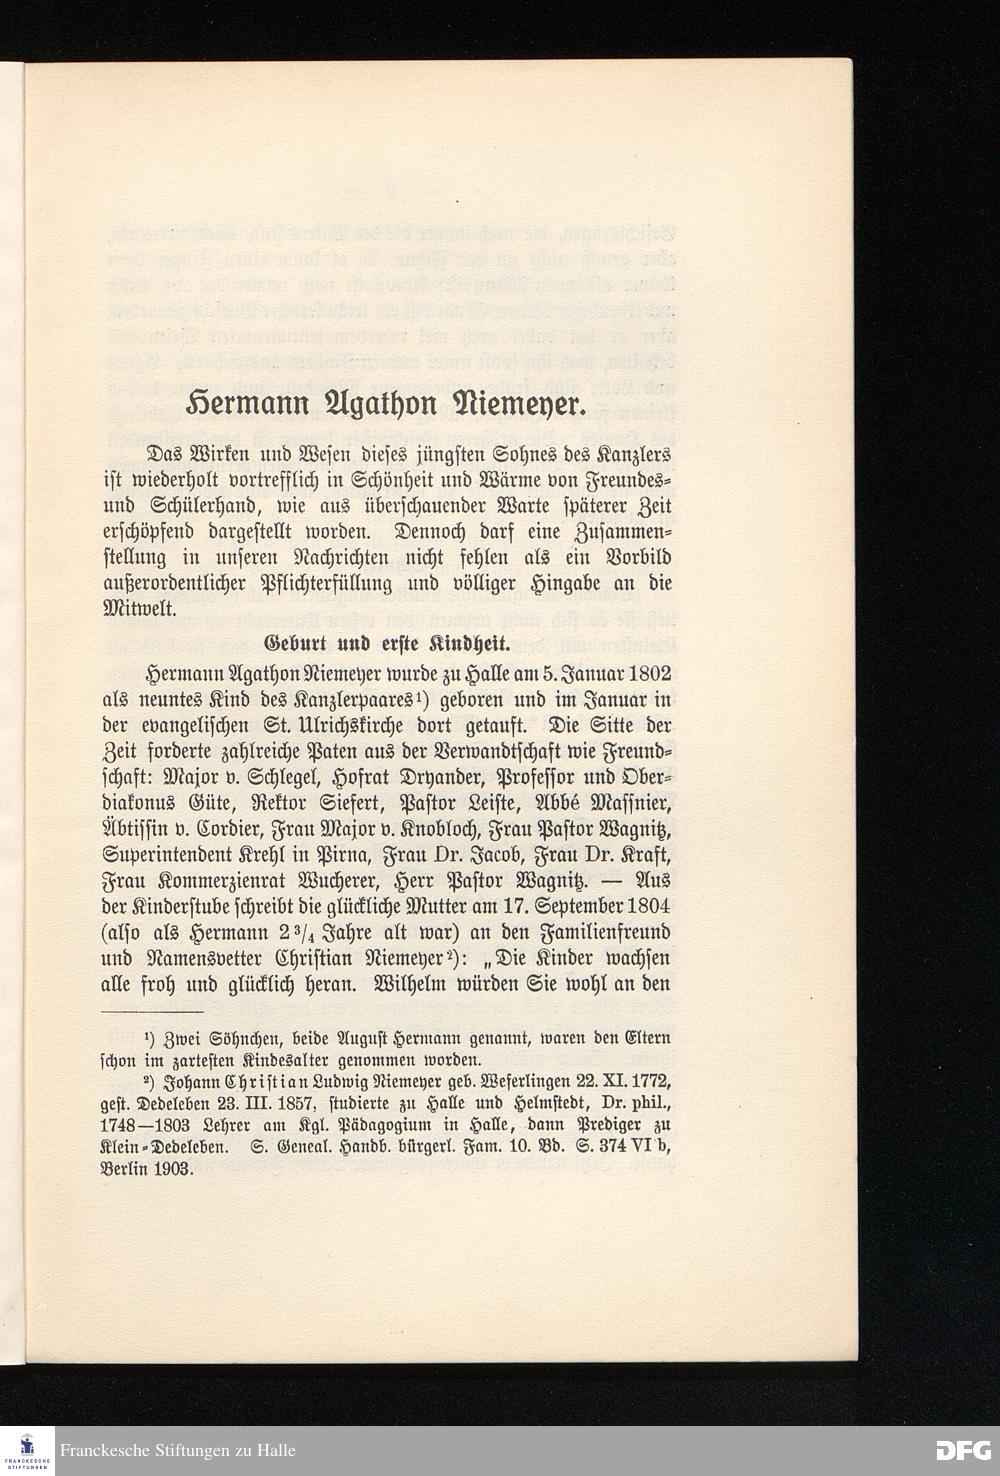 Hermann Agathon Niemeyer.
Das Wirken und Wesen dieses jüngsten Sohnes des Kanzlers
ist wiederholt vortrefflich in Schönheit und Wärme von Freundes-
und Schülerhand, wie aus überschauender Warte späterer Zeit
erschöpfend dargestellt worden. Dennoch darf eine Zusammen-
stellung in unseren Nachrichten nicht fehlen als ein Vorbild
außerordentlicher Pflichterfüllung und völliger Hingabe an die
Mitwelt.
Geburt und erste Kindheit.
Hermann Agathon Niemeyer wurde zu Halle am 5. Januar 1802
als neuntes Kind des Kanzlerpaares¹) geboren und im Januar in
der evangelischen St. Ulrichskirche dort getauft. Die Sitte der
Zeit forderte zahlreiche Paten aus der Verwandtschaft wie Freund-
schaft: Major v. Schlegel, Hofrat Dryander, Professor und Ober-
diakonus Güte, Rektor Siefert, Pastor Leiste, Abbé Massnier,
Äbtissin v. Cordier, Frau Major v. Knobloch, Frau Pastor Wagnitz,
Superintendent Krehl in Pirna, Frau Dr. Jacob, Frau Dr. Kraft,
Frau Kommerzienrat Wucherer, Herr Pastor Wagnitz. — Aus
der Kinderstube schreibt die glückliche Mutter am 17. September 1804
(also als Hermann 2 3/4 Jahre alt war) an den Familienfreund
und Namensvetter Christian Niemeyer²): „Die Kinder wachsen
alle froh und glücklich heran. Wilhelm würden Sie wohl an den
¹) Zwei Söhnchen, beide August Hermann genannt, waren den Eltern
schon im zartesten Kindesalter genommen worden.
²) Johann Christian Ludwig Niemeyer geb. Weferlingen 22. XI. 1772,
gest. Dedeleben 23. III. 1857, studierte zu Halle und Helmstedt, Dr. phil.,
1748—1803 Lehrer am Kgl. Pädagogium in Halle, dann Prediger zu
Klein-Dedeleben. S. Geneal. Handb. bürgerl. Fam. 10. Bd. S. 374 VI b,
Berlin 1903.
FRANCKESCHE
STIFTUNGEN
Franckesche Stiftungen zu Halle
DFG